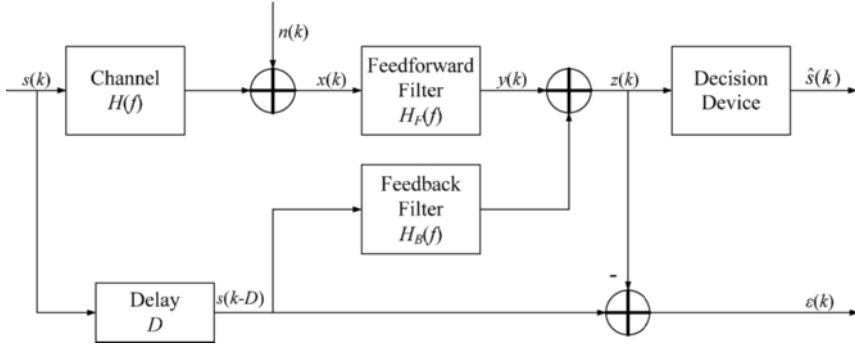 n(k)
s(k)
Channel
H(f)
x(k)
Feedforward
Filter
H_F(f)
y(k)
z(k)
Decision
Device
ŝ(k)
Feedback
Filter
H_B(f)
-
Delay
D
s(k-D)
ε(k)